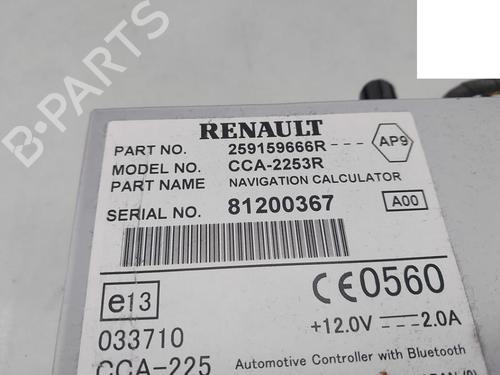 RENAULT
PART NO. 259159666R---
AP9
MODEL NO. CCA-2253R
PART NAME NAVIGATION CALCULATOR
SERIAL NO. 81200367
A00
e13
CE0560
033710
+12.0V 2.0A
CCA-225
Automotive Controller with Bluetooth
B-PARTS